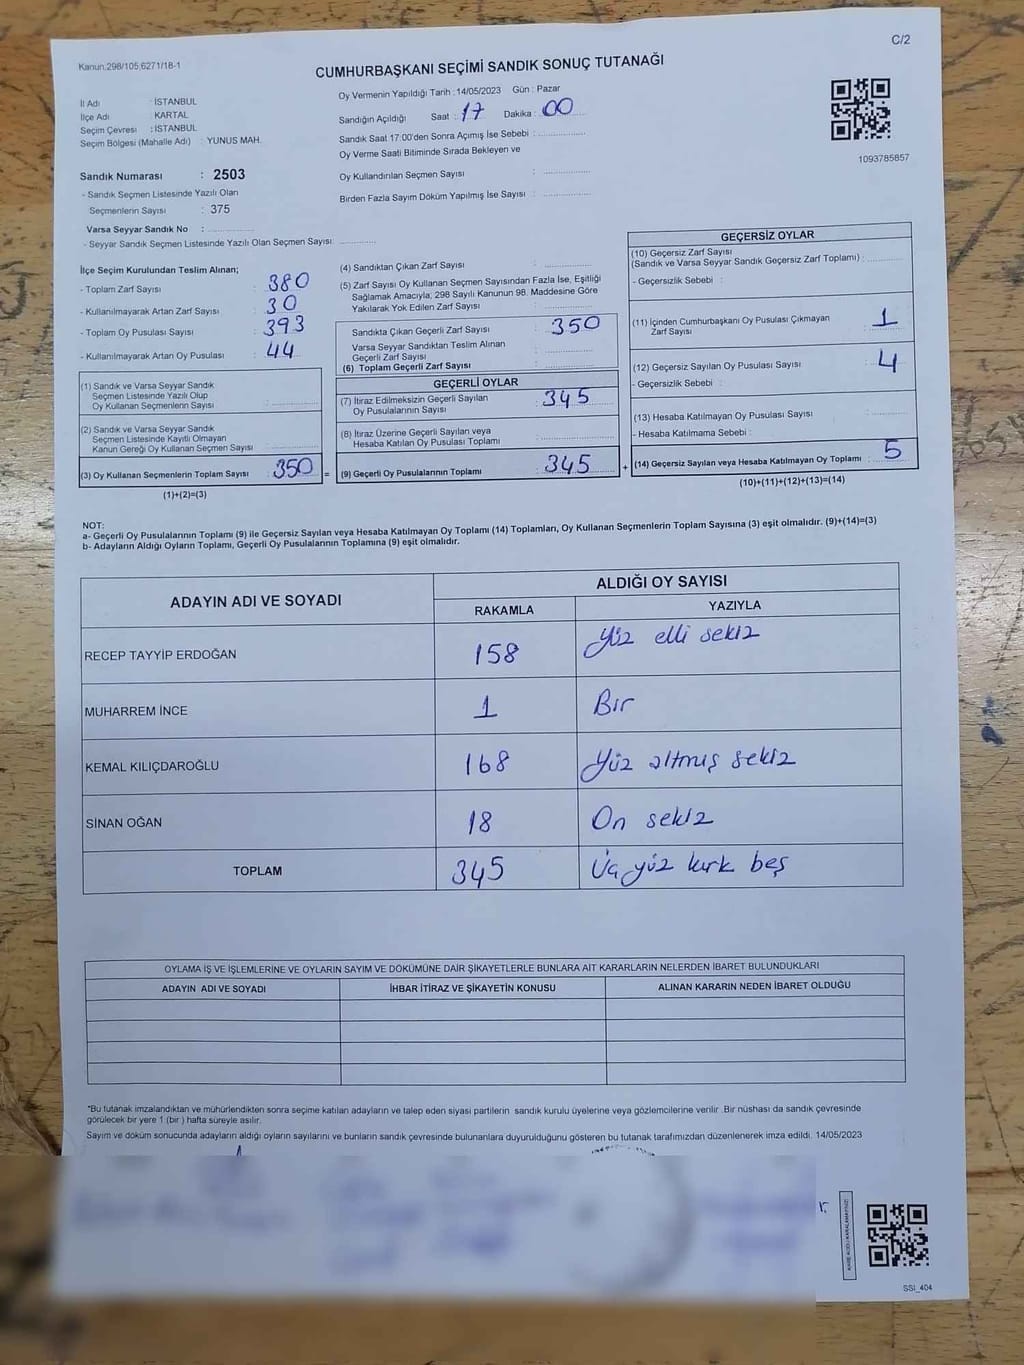 C/2
Kanun.298/105.6271/18-1
CUMHURBAŞKANI SEÇİMİ SANDIK SONUÇ TUTANAĞI
İl Adı : İSTANBUL
İlçe Adı : KARTAL
Seçim Çevresi : İSTANBUL
Seçim Bölgesi (Mahalle Adı) : YUNUS MAH.
Oy Vermenin Yapıldığı Tarih : 14/05/2023 Gün : Pazar
Sandığın Açıldığı Saat : 17 Dakika : 00
Sandık Saat 17:00'den Sonra Açımış İse Sebebi :
Oy Verme Saati Bitiminde Sırada Bekleyen ve
Oy Kullandırılan Seçmen Sayısı :
Birden Fazla Sayım Döküm Yapılmış İse Sayısı :
1093785857
Sandık Numarası : 2503
- Sandık Seçmen Listesinde Yazılı Olan
Seçmenlerin Sayısı : 375
Varsa Seyyar Sandık No :
- Seyyar Sandık Seçmen Listesinde Yazılı Olan Seçmen Sayısı:
İlçe Seçim Kurulundan Teslim Alınan;
- Toplam Zarf Sayısı : 380
- Kullanılmayarak Artan Zarf Sayısı : 30
- Toplam Oy Pusulası Sayısı : 393
- Kullanılmayarak Artan Oy Pusulası : 44
(1) Sandık ve Varsa Seyyar Sandık
Seçmen Listesinde Yazılı Olup
Oy Kullanan Seçmenlerin Sayısı :
(2) Sandık ve Varsa Seyyar Sandık
Seçmen Listesinde Kayıtlı Olmayan
Kanun Gereği Oy Kullanan Seçmen Sayısı :
(3) Oy Kullanan Seçmenlerin Toplam Sayısı : 350 =
(1)+(2)=(3)
(4) Sandıktan Çıkan Zarf Sayısı :
(5) Zarf Sayısı Oy Kullanan Seçmen Sayısından Fazla İse, Eşitliği
Sağlamak Amacıyla; 298 Sayılı Kanunun 98. Maddesine Göre
Yakılarak Yok Edilen Zarf Sayısı :
Sandıkta Çıkan Geçerli Zarf Sayısı : 350
Varsa Seyyar Sandıktan Teslim Alınan
Geçerli Zarf Sayısı :
(6) Toplam Geçerli Zarf Sayısı :
GEÇERLİ OYLAR
(7) İtiraz Edilmeksizin Geçerli Sayılan
Oy Pusulalarının Sayısı : 345
(8) İtiraz Üzerine Geçerli Sayılan veya
Hesaba Katılan Oy Pusulası Toplamı :
(9) Geçerli Oy Pusulalarının Toplamı : 345 +
GEÇERSİZ OYLAR
(10) Geçersiz Zarf Sayısı
(Sandık ve Varsa Seyyar Sandık Geçersiz Zarf Toplamı) :
- Geçersizlik Sebebi :
(11) İçinden Cumhurbaşkanı Oy Pusulası Çıkmayan
Zarf Sayısı : 1
(12) Geçersiz Sayılan Oy Pusulası Sayısı : 4
- Geçersizlik Sebebi :
(13) Hesaba Katılmayan Oy Pusulası Sayısı :
- Hesaba Katılmama Sebebi :
(14) Geçersiz Sayılan veya Hesaba Katılmayan Oy Toplamı : 5
(10)+(11)+(12)+(13)=(14)
NOT:
a- Geçerli Oy Pusulalarının Toplamı (9) ile Geçersiz Sayılan veya Hesaba Katılmayan Oy Toplamı (14) Toplamları, Oy Kullanan Seçmenlerin Toplam Sayısına (3) eşit olmalıdır. (9)+(14)=(3)
b- Adayların Aldığı Oyların Toplamı, Geçerli Oy Pusulalarının Toplamına (9) eşit olmalıdır.
ADAYIN ADI VE SOYADI
ALDIĞI OY SAYISI
RAKAMLA YAZIYLA
RECEP TAYYİP ERDOĞAN 158 Yüz elli sekiz
MUHARREM İNCE 1 Bir
KEMAL KILIÇDAROĞLU 168 Yüz altmış sekiz
SİNAN OĞAN 18 On sekiz
TOPLAM 345 Üç yüz kırk beş
OYLAMA İŞ VE İŞLEMLERİNE VE OYLARIN SAYIM VE DÖKÜMÜNE DAİR ŞİKAYETLERLE BUNLARA AİT KARARLARIN NELERDEN İBARET BULUNDUKLARI
ADAYIN ADI VE SOYADI İHBAR İTİRAZ VE ŞİKAYETİN KONUSU ALINAN KARARIN NEDEN İBARET OLDUĞU
*Bu tutanak imzalandıktan ve mühürlendikten sonra seçime katılan adayların ve talep eden siyasi partilerin sandık kurulu üyelerine veya gözlemcilerine verilir .Bir nüshası da sandık çevresinde
görülecek bir yere 1 (bir ) hafta süreyle asılır.
Sayım ve döküm sonucunda adayların aldığı oyların sayılarını ve bunların sandık çevresinde bulunanlara duyurulduğunu gösteren bu tutanak tarafımızdan düzenlenerek imza edildi. 14/05/2023
SSI_404